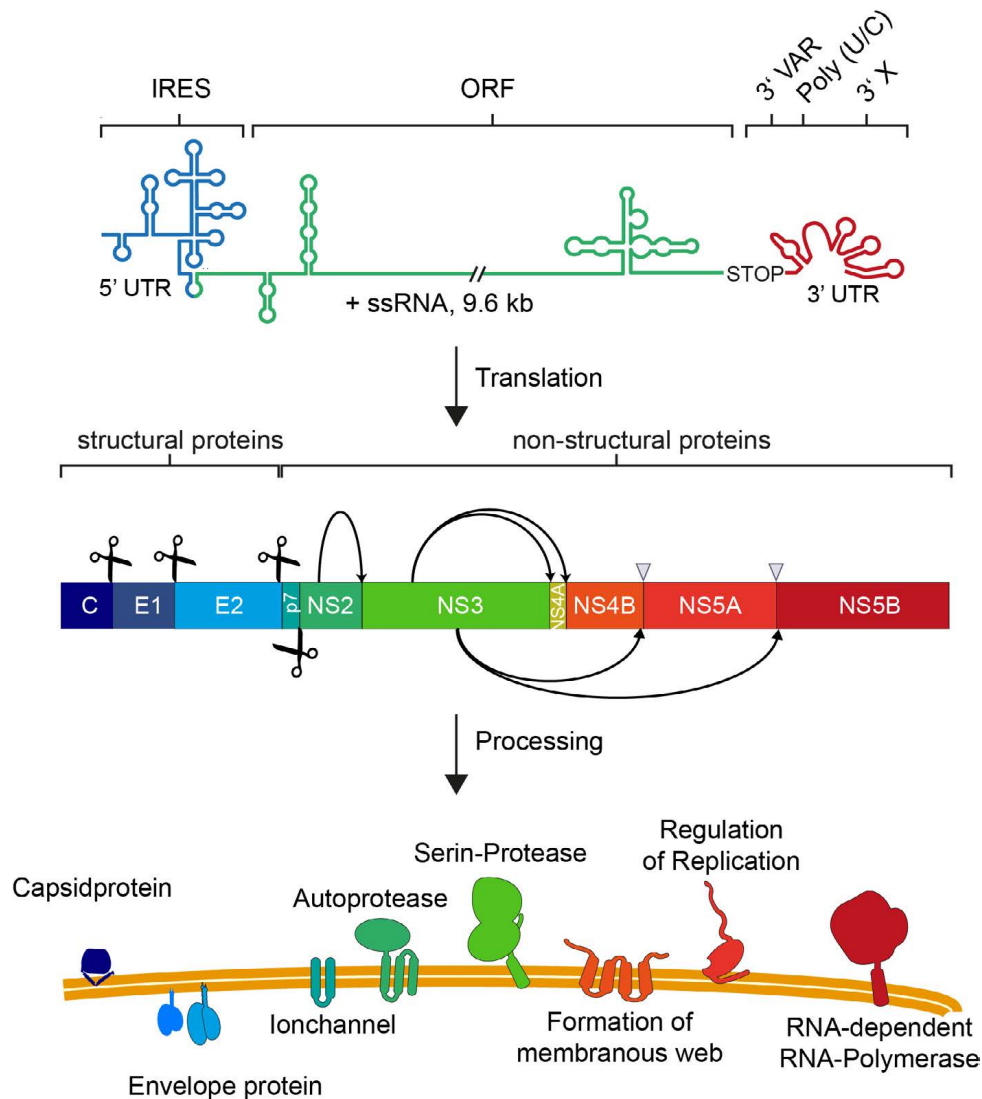 IRES
ORF
3‘ VAR
Poly (U/C)
3‘ X
5’ UTR
+ ssRNA, 9.6 kb
STOP
3’ UTR
Translation
structural proteins
non-structural proteins
C
E1
E2
p7
NS2
NS3
NS4A
NS4B
NS5A
NS5B
Processing
Capsidprotein
Autoprotease
Serin-Protease
Regulation
of Replication
Envelope protein
Ionchannel
Formation of
membranous web
RNA-dependent
RNA-Polymerase